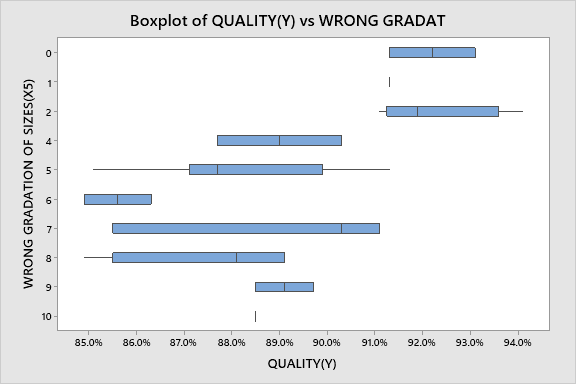 Boxplot of QUALITY(Y) vs WRONG GRADAT
WRONG GRADATION OF SIZES(X5)
0
1
2
4
5
6
7
8
9
10
85.0% 86.0% 87.0% 88.0% 89.0% 90.0% 91.0% 92.0% 93.0% 94.0%
QUALITY(Y)